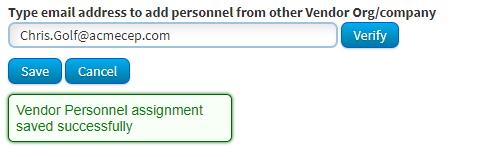 Type email address to add personnel from other Vendor Org/company
Chris.Golf@acmecep.com Verify
Save Cancel
Vendor Personnel assignment
saved successfully